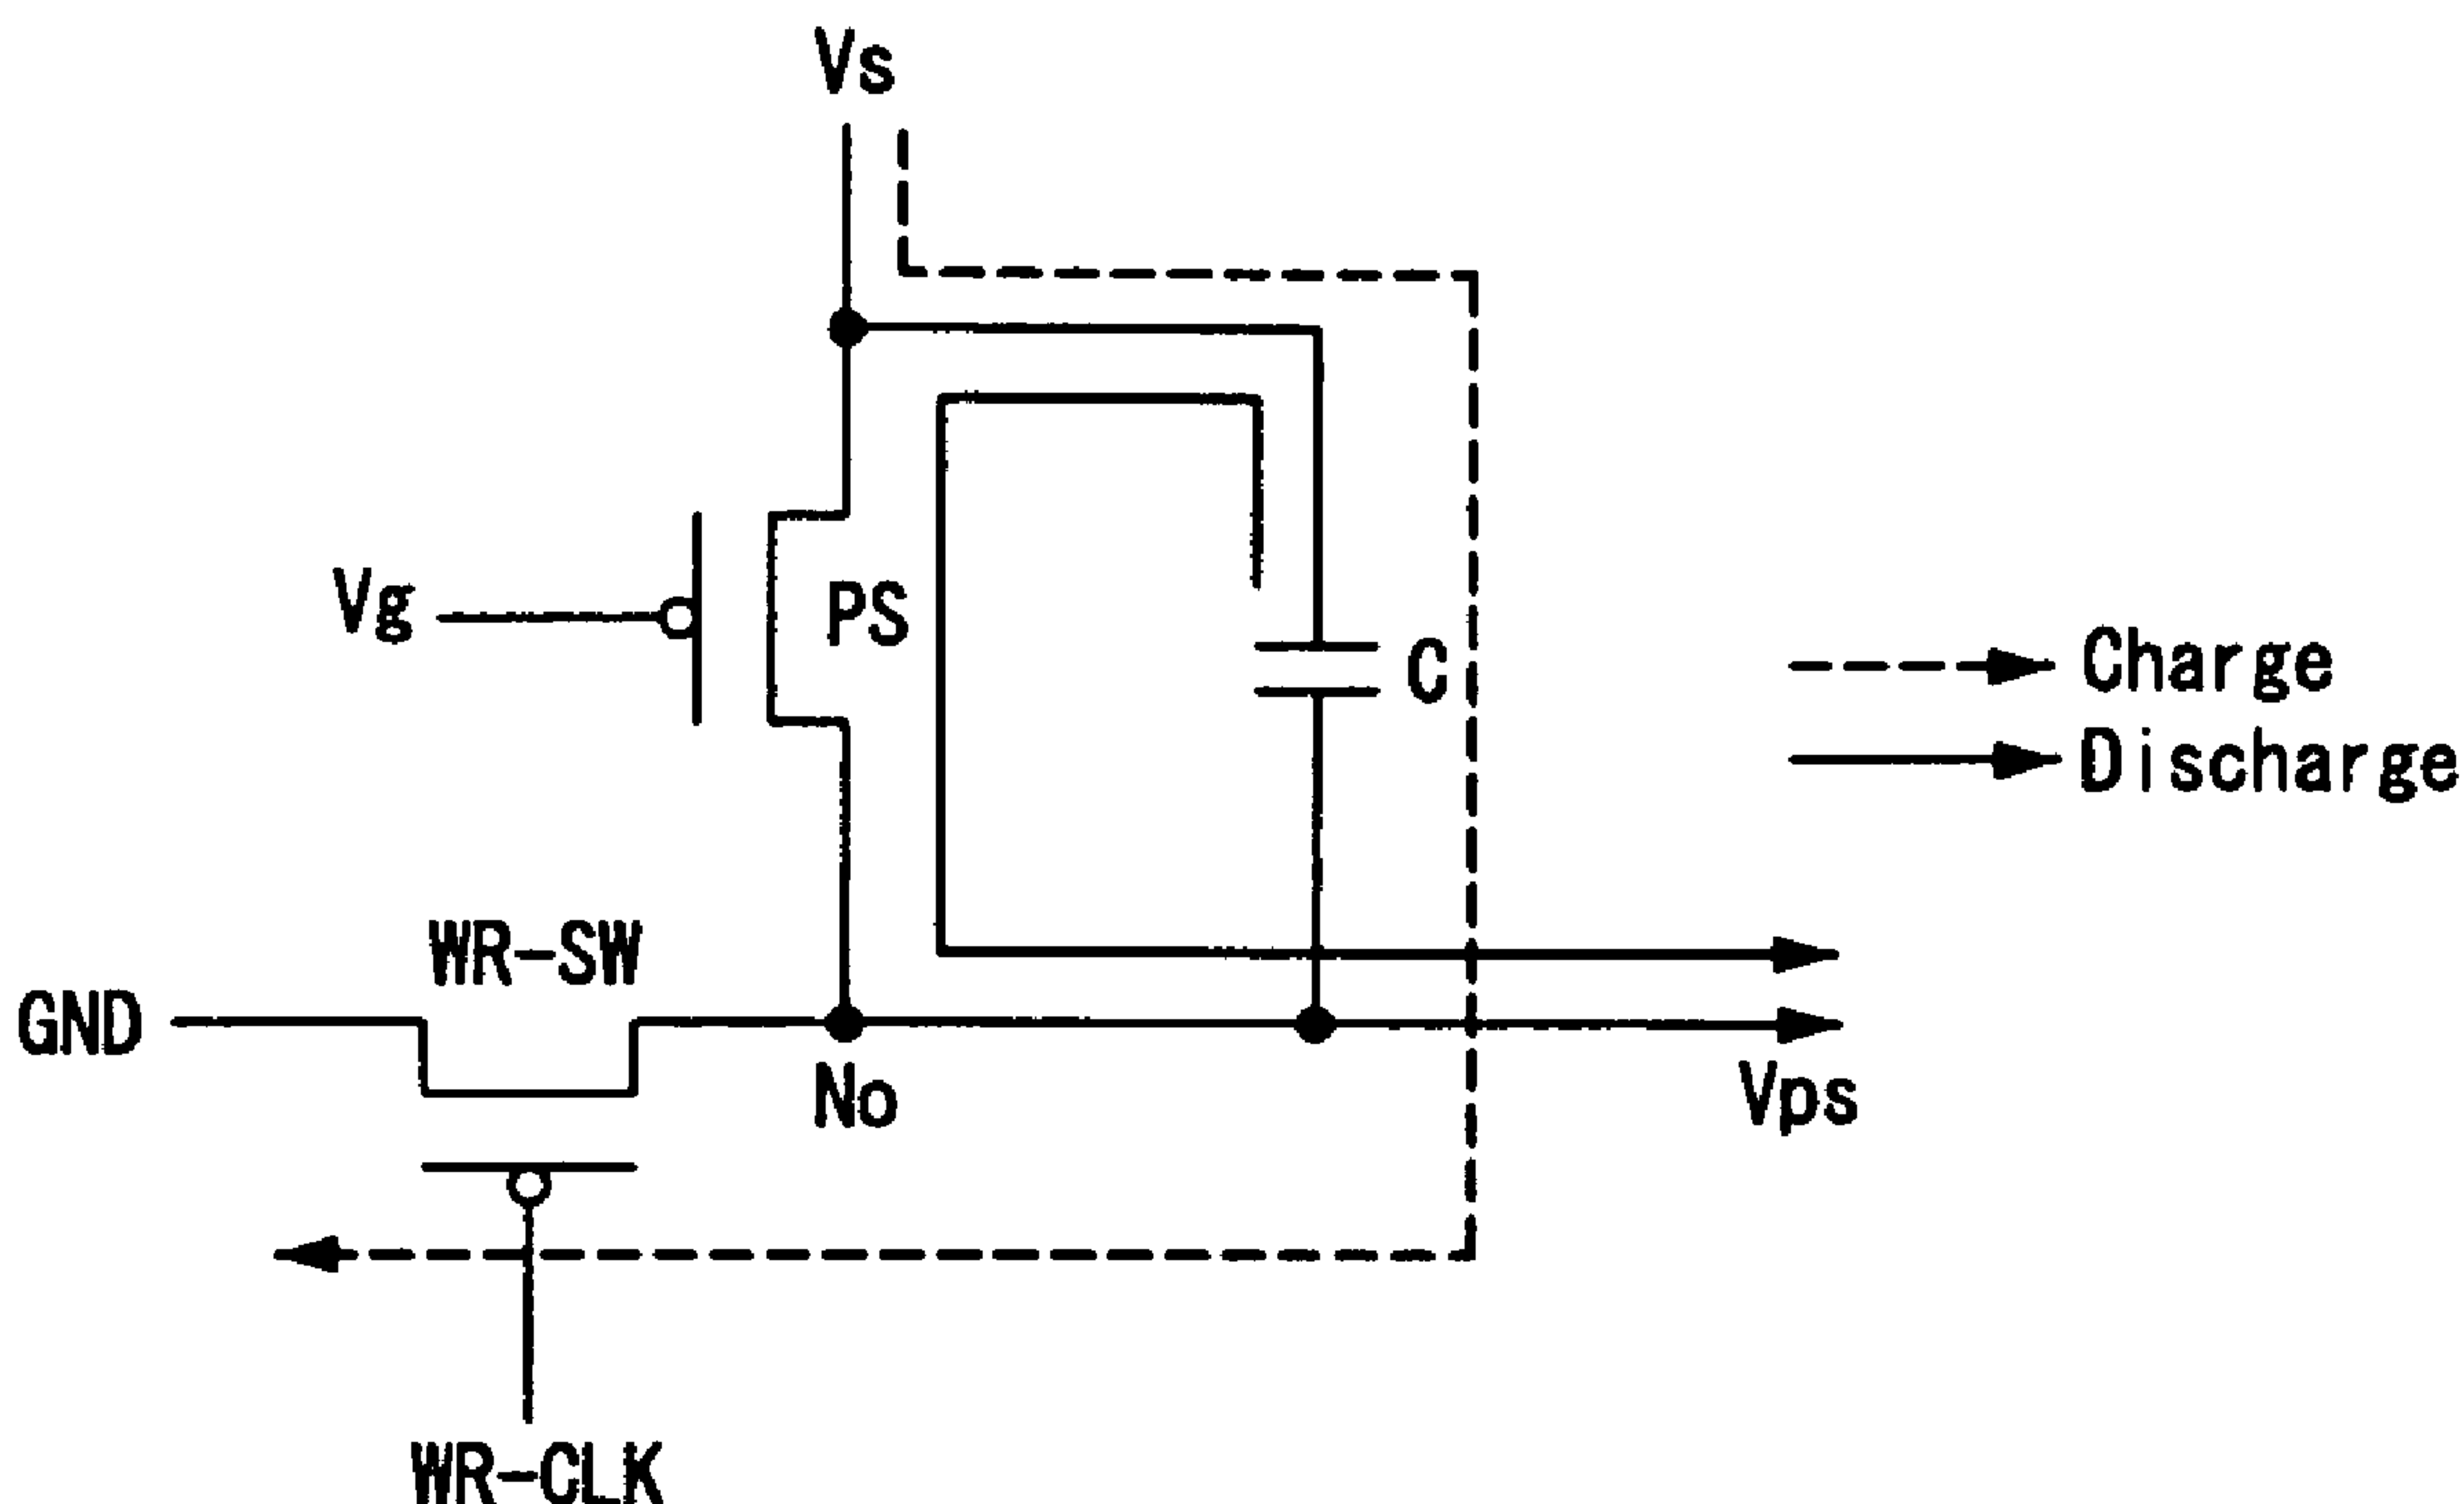 Vs
Vg
PS
C
Charge
Discharge
WR-SW
GND
No
Vps
WR-CLK